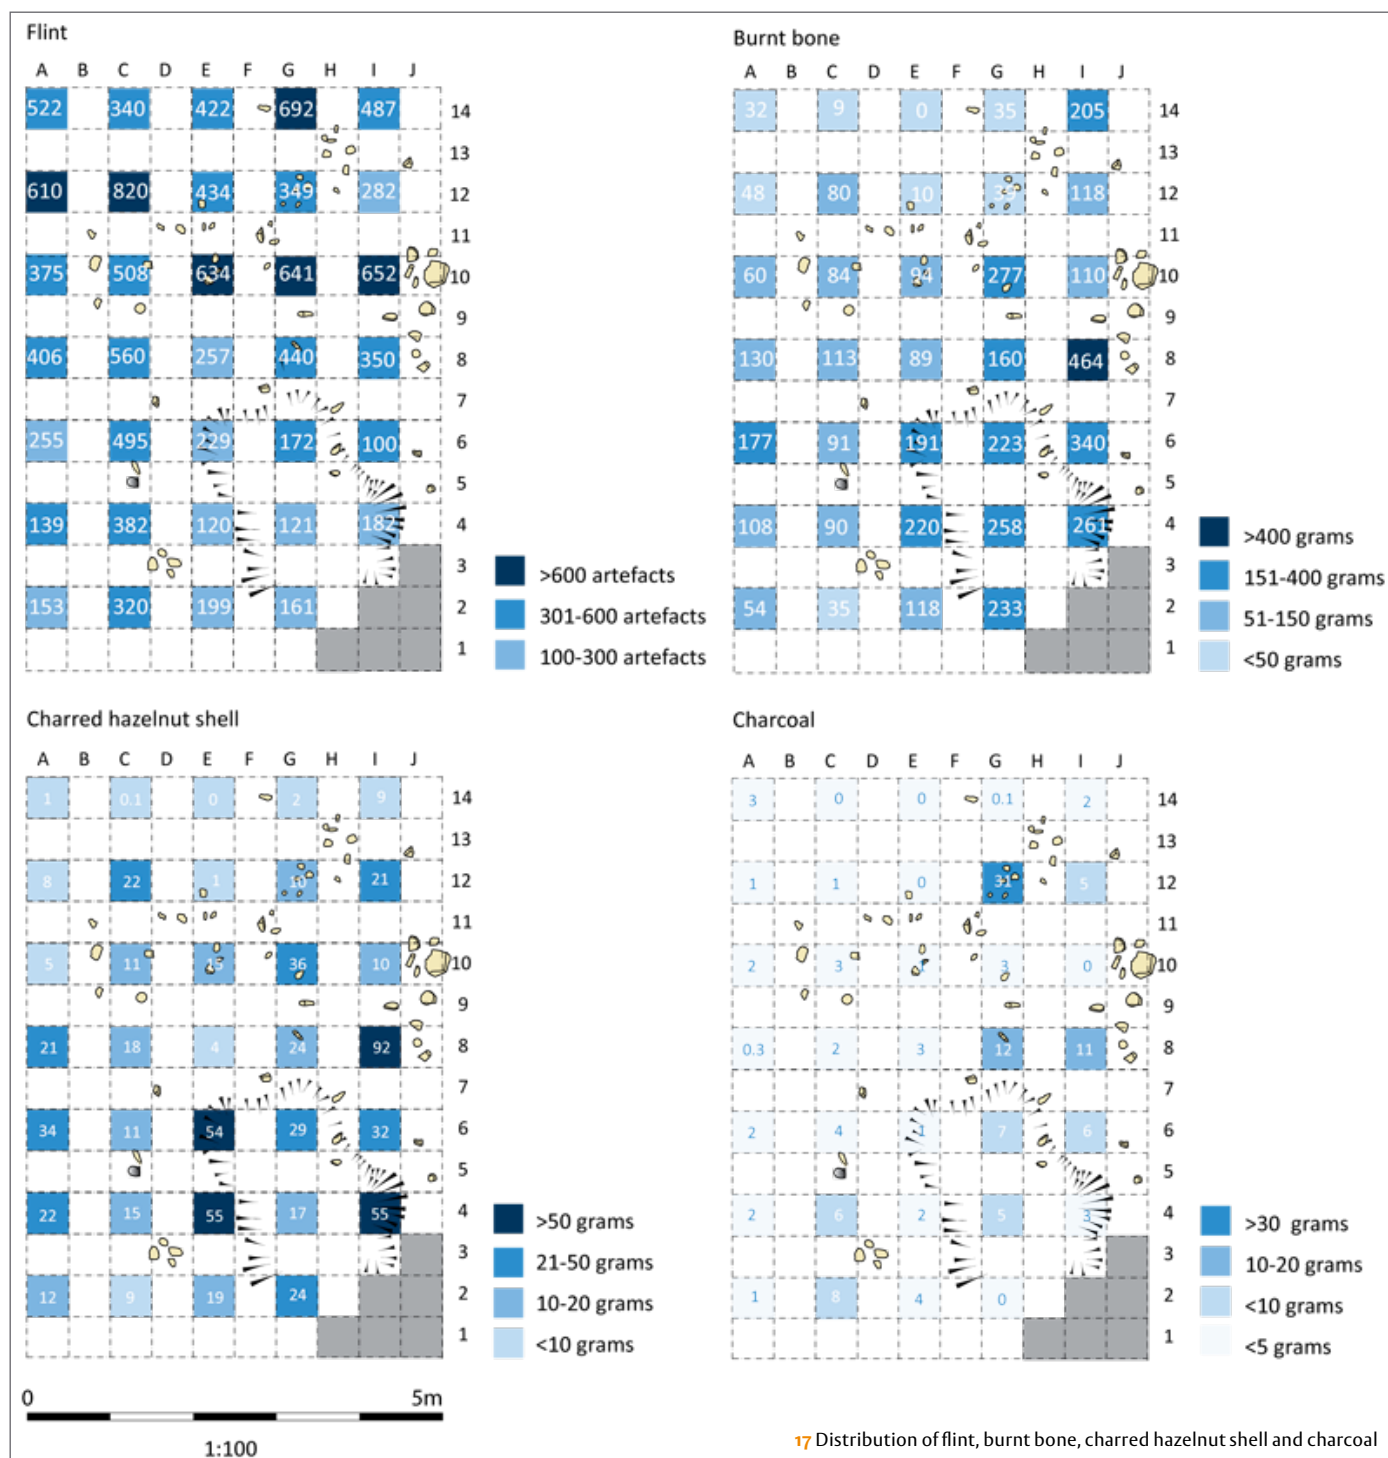 Flint
A B C D E F G H I J
522 340 422 692 487 14
13
610 820 434 349 282 12
11
375 508 634 641 652 10
9
406 560 257 440 350 8
7
255 495 229 172 100 6
5
139 382 120 121 182 4
3
153 320 199 161 2
1
>600 artefacts
301-600 artefacts
100-300 artefacts
Burnt bone
A B C D E F G H I J
32 9 0 35 205 14
13
48 80 10 39 118 12
11
60 84 94 277 110 10
9
130 113 89 160 464 8
7
177 91 191 223 340 6
5
108 90 220 258 261 4
3
54 35 118 233 2
1
>400 grams
151-400 grams
51-150 grams
<50 grams
Charred hazelnut shell
A B C D E F G H I J
1 0.1 0 2 9 14
13
8 22 1 10 21 12
11
5 11 15 36 10 10
9
21 18 4 24 92 8
7
34 11 54 29 32 6
5
22 15 55 17 55 4
3
12 9 19 24 2
1
>50 grams
21-50 grams
10-20 grams
<10 grams
0 5m
1:100
Charcoal
A B C D E F G H I J
3 0 0 0.1 2 14
13
1 1 0 31 5 12
11
2 3 1 3 0 10
9
0.3 2 3 12 11 8
7
2 4 1 7 6 6
5
2 6 2 5 3 4
3
1 8 4 0 2
1
>30 grams
10-20 grams
<10 grams
<5 grams
17 Distribution of flint, burnt bone, charred hazelnut shell and charcoal